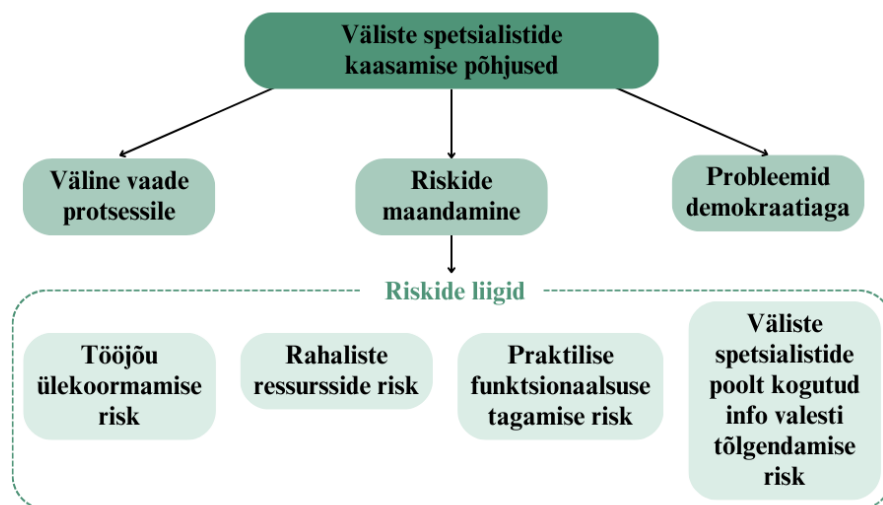 Väliste spetsialistide
kaasamise põhjused
Väline vaade
protsessile
Riskide
maandamine
Probleemid
demokraatiaga
Riskide liigid
Tööjõu
ülekoormamise
risk
Rahaliste
ressursside risk
Praktilise
funktsionaalsuse
tagamise risk
Väliste
spetsialistide
poolt kogutud
info valesti
tõlgendamise
risk